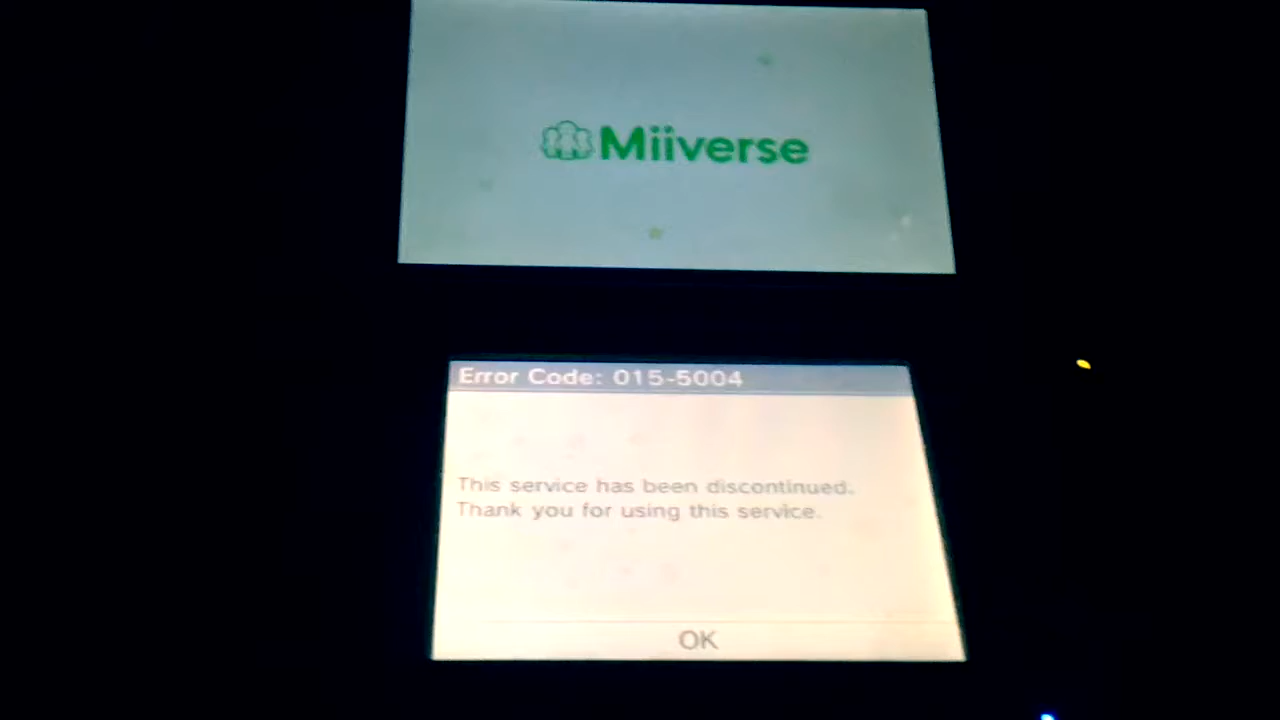 Miiverse
Error Code: 015-5004
This service has been discontinued.
Thank you for using this service.
OK